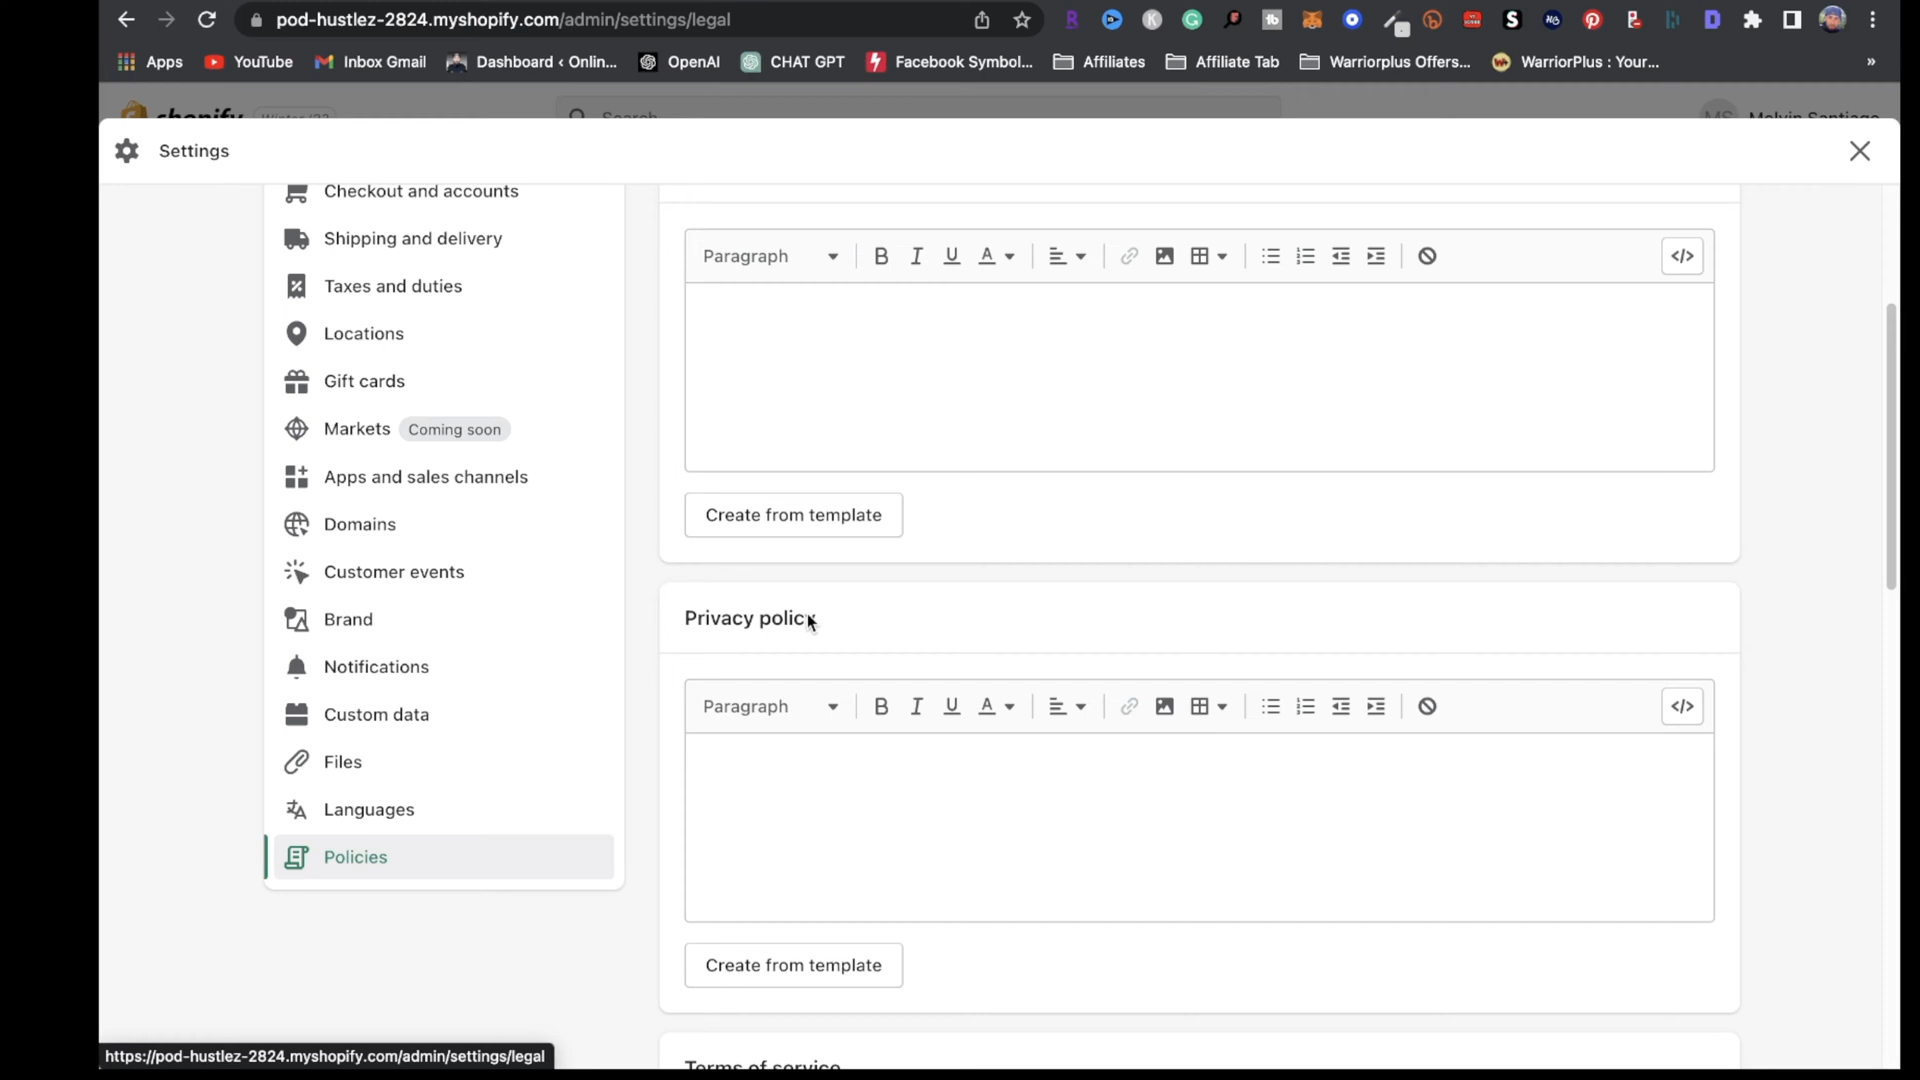 pod-hustlez-2824.myshopify.com/admin/settings/legal
Apps YouTube Inbox Gmail Dashboard ‹ Onlin... OpenAI CHAT GPT Facebook Symbol... Affiliates Affiliate Tab Warriorplus Offers... WarriorPlus : Your... »
shopify Search MS Melvin Santiago
Settings
Checkout and accounts
Shipping and delivery
Taxes and duties
Locations
Gift cards
Markets Coming soon
Apps and sales channels
Domains
Customer events
Brand
Notifications
Custom data
Files
Languages
Policies
Paragraph B I U A </>
Create from template
Privacy policy
Paragraph B I U A </>
Create from template
Terms of service
https://pod-hustlez-2824.myshopify.com/admin/settings/legal